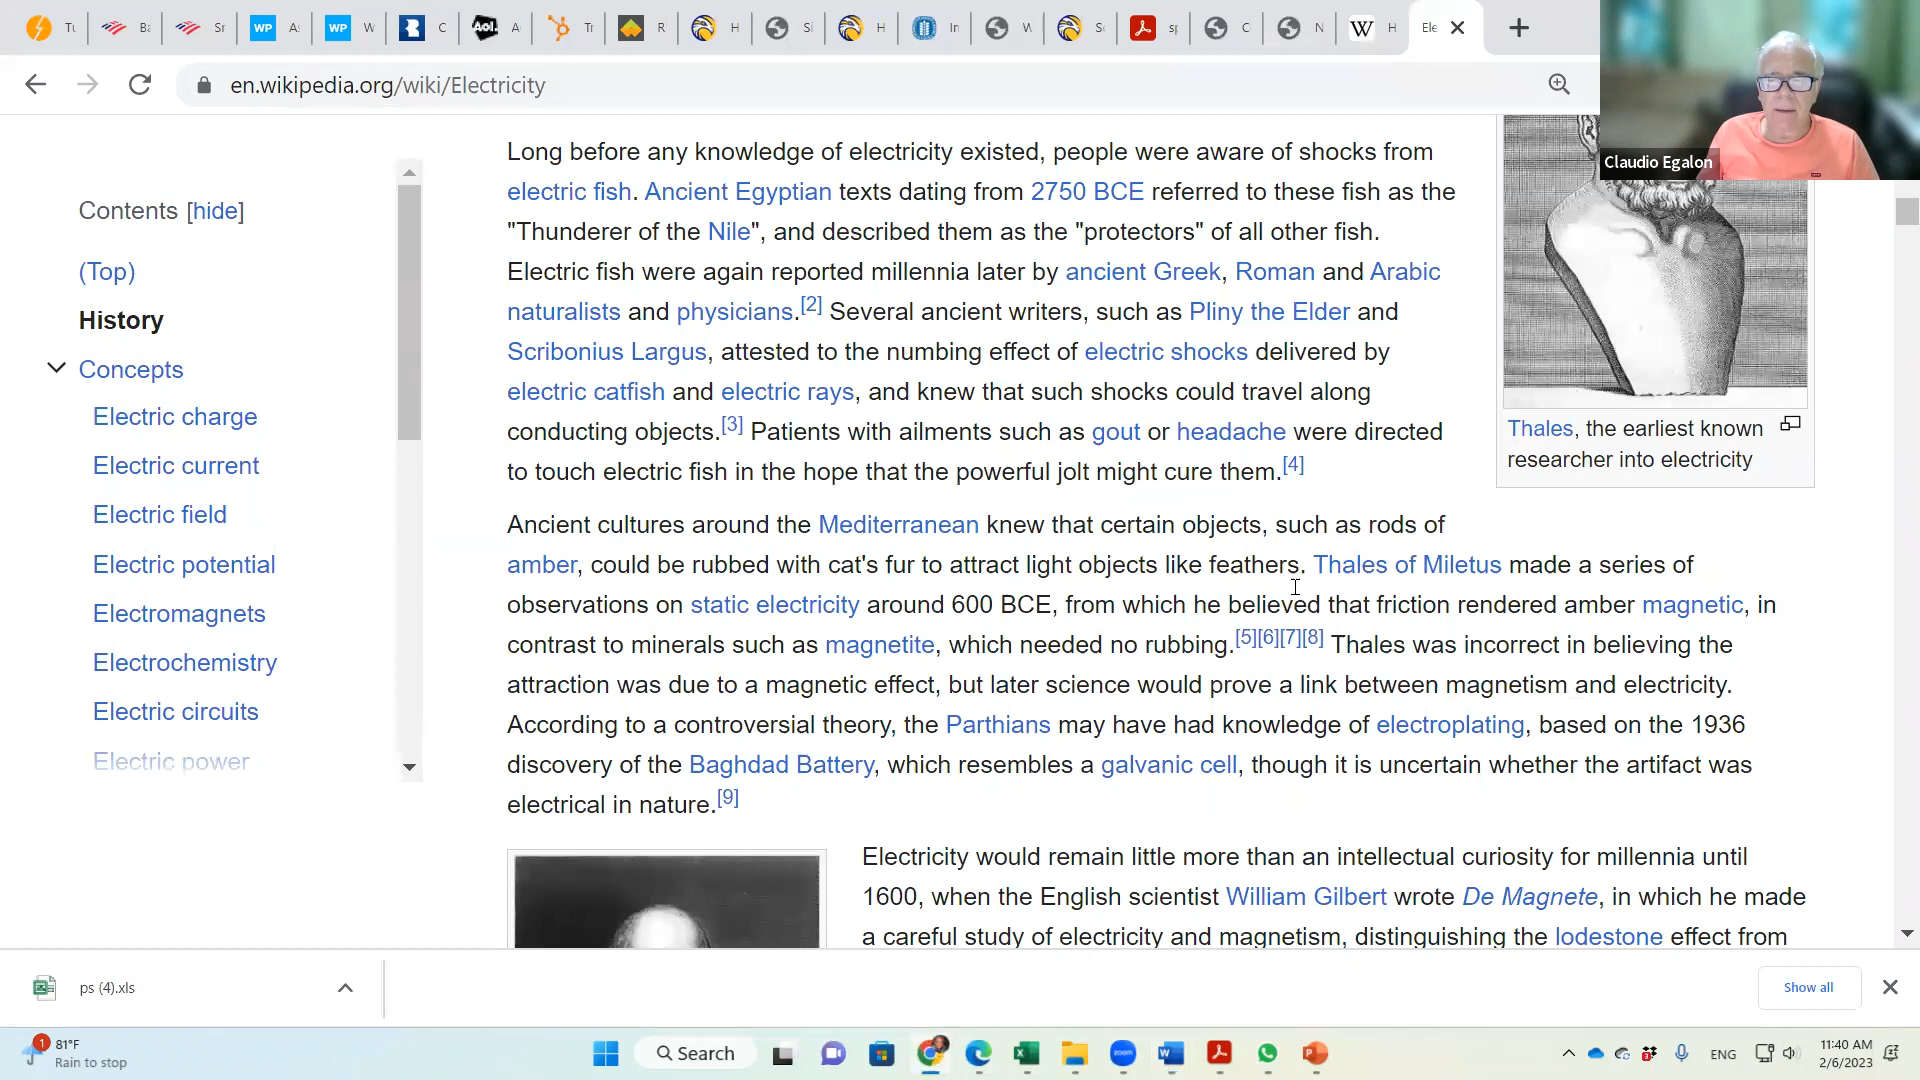 Tu
Ba
Sr
WP
A:
WP
W
C
Aol.
A
Tr
R
H
Si
H
In
W
Se
sp
C
N
W
H
Ele
en.wikipedia.org/wiki/Electricity
Claudio Egalon
Contents [hide]
(Top)
History
Concepts
Electric charge
Electric current
Electric field
Electric potential
Electromagnets
Electrochemistry
Electric circuits
Electric power
Long before any knowledge of electricity existed, people were aware of shocks from
electric fish. Ancient Egyptian texts dating from 2750 BCE referred to these fish as the
"Thunderer of the Nile", and described them as the "protectors" of all other fish.
Electric fish were again reported millennia later by ancient Greek, Roman and Arabic
naturalists and physicians.[2] Several ancient writers, such as Pliny the Elder and
Scribonius Largus, attested to the numbing effect of electric shocks delivered by
electric catfish and electric rays, and knew that such shocks could travel along
conducting objects.[3] Patients with ailments such as gout or headache were directed
to touch electric fish in the hope that the powerful jolt might cure them.[4]
Thales, the earliest known
researcher into electricity
Ancient cultures around the Mediterranean knew that certain objects, such as rods of
amber, could be rubbed with cat's fur to attract light objects like feathers. Thales of Miletus made a series of
observations on static electricity around 600 BCE, from which he believed that friction rendered amber magnetic, in
contrast to minerals such as magnetite, which needed no rubbing.[5][6][7][8] Thales was incorrect in believing the
attraction was due to a magnetic effect, but later science would prove a link between magnetism and electricity.
According to a controversial theory, the Parthians may have had knowledge of electroplating, based on the 1936
discovery of the Baghdad Battery, which resembles a galvanic cell, though it is uncertain whether the artifact was
electrical in nature.[9]
Electricity would remain little more than an intellectual curiosity for millennia until
1600, when the English scientist William Gilbert wrote De Magnete, in which he made
a careful study of electricity and magnetism, distinguishing the lodestone effect from
ps (4).xls
Show all
1
81°F
Rain to stop
Search
zoom
ENG
11:40 AM
2/6/2023